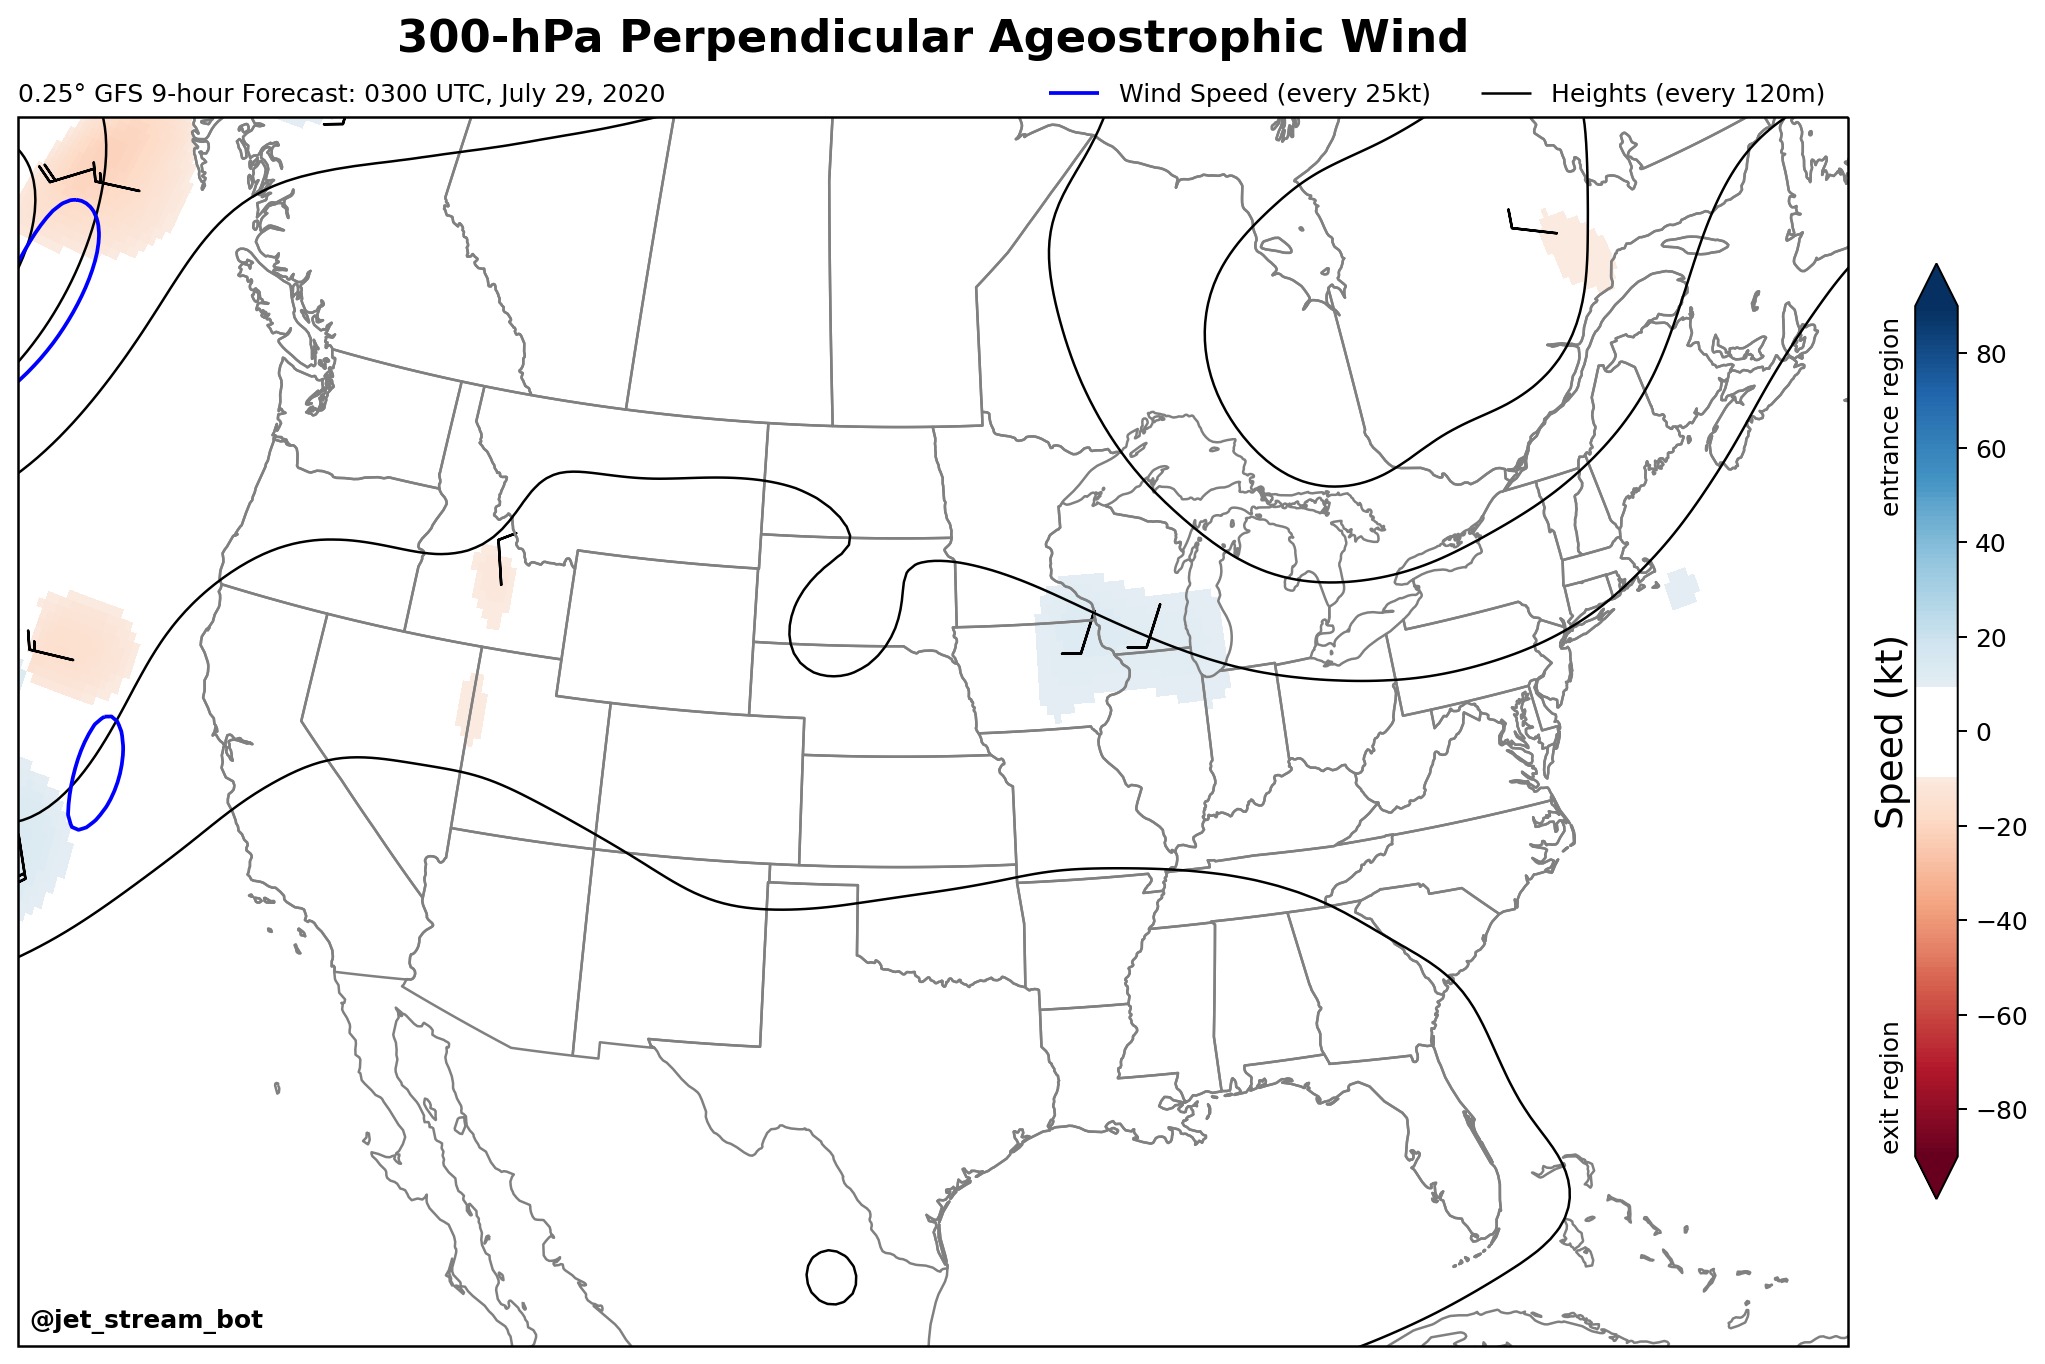 300-hPa Perpendicular Ageostrophic Wind
0.25° GFS 9-hour Forecast: 0300 UTC, July 29, 2020
Wind Speed (every 25kt)
Heights (every 120m)
entrance region
Speed (kt)
exit region
80
60
40
20
0
−20
−40
−60
−80
@jet_stream_bot